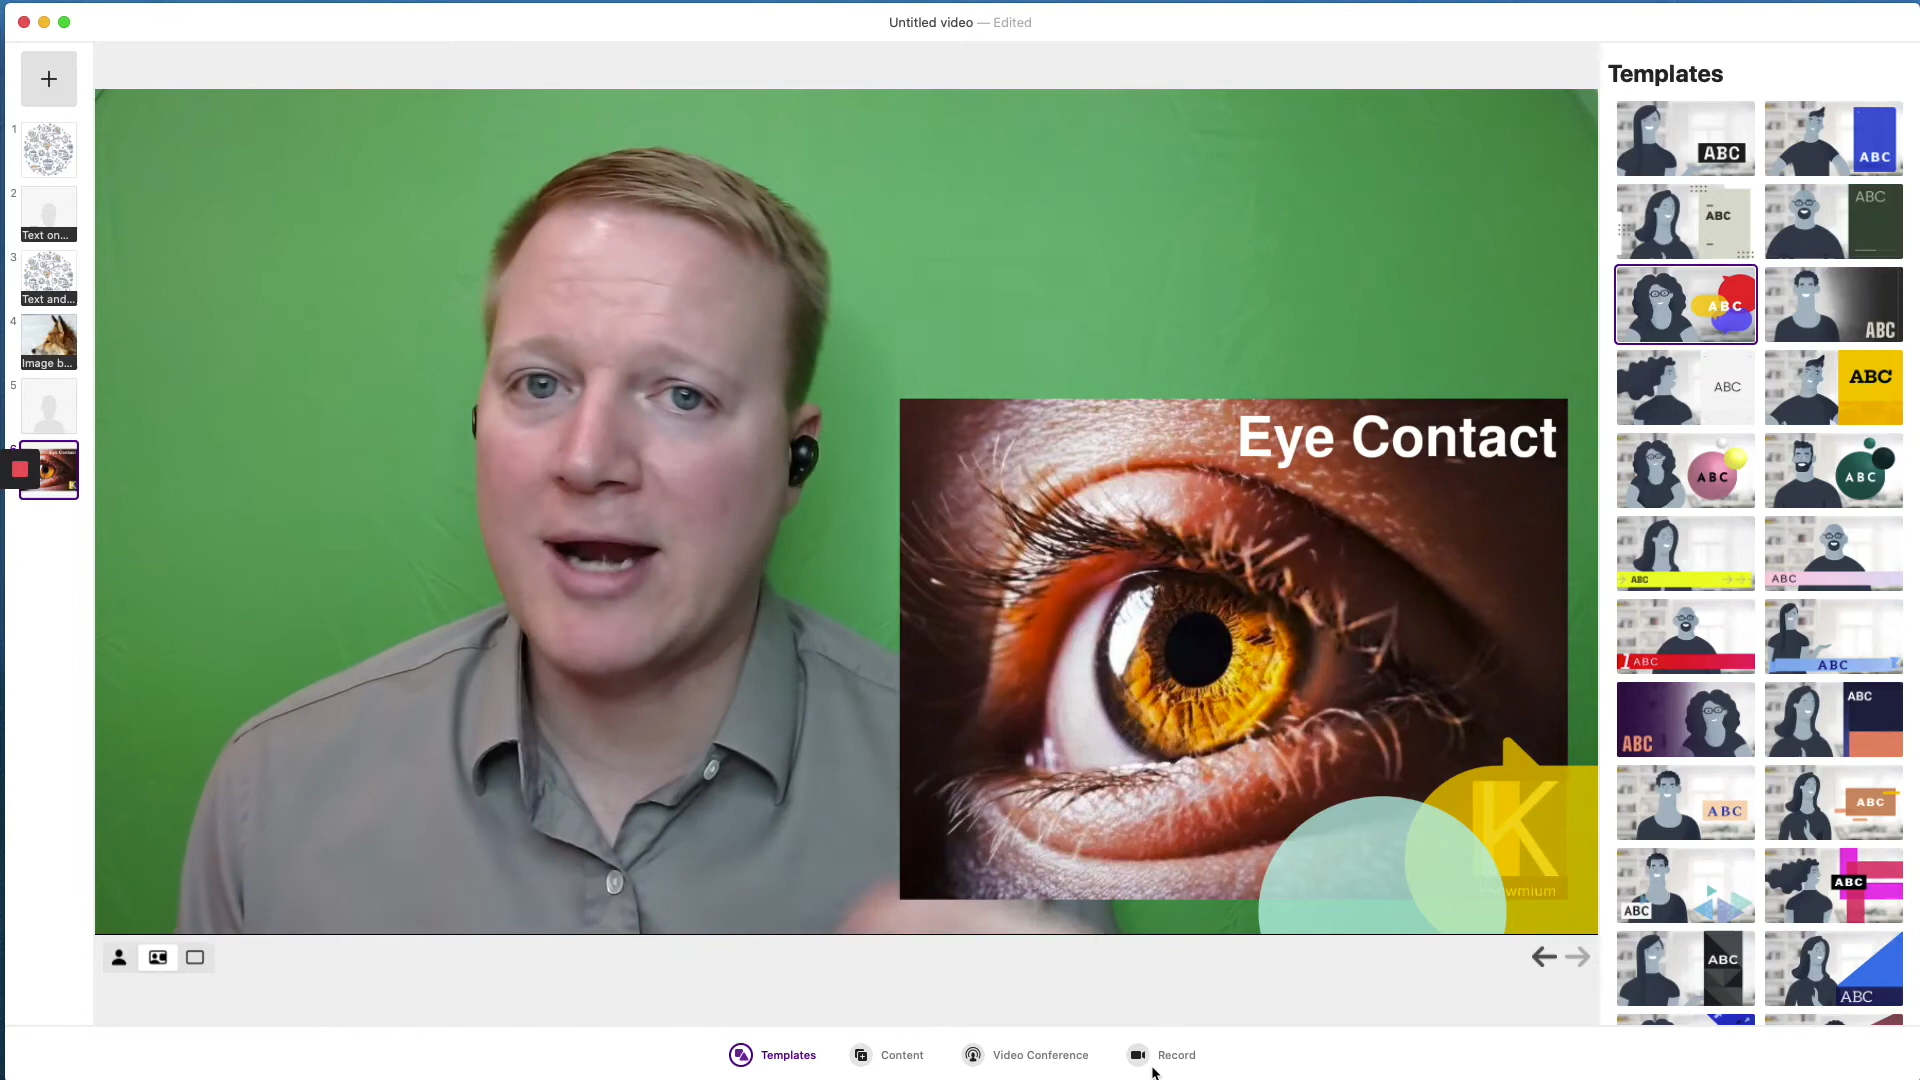 Untitled video — Edited
Templates
1
2
Text on...
3
Text and...
4
Image b...
5
Eye Contact
K
ABC
ABC
ABC
ABC
ABC
ABC
ABC
ABC
ABC
ABC
ABC
ABC
1 ABC
ABC
ABC
ABC
ABC
ABC
ABC
ABC
ABC
ABC
Templates
Content
Video Conference
Record